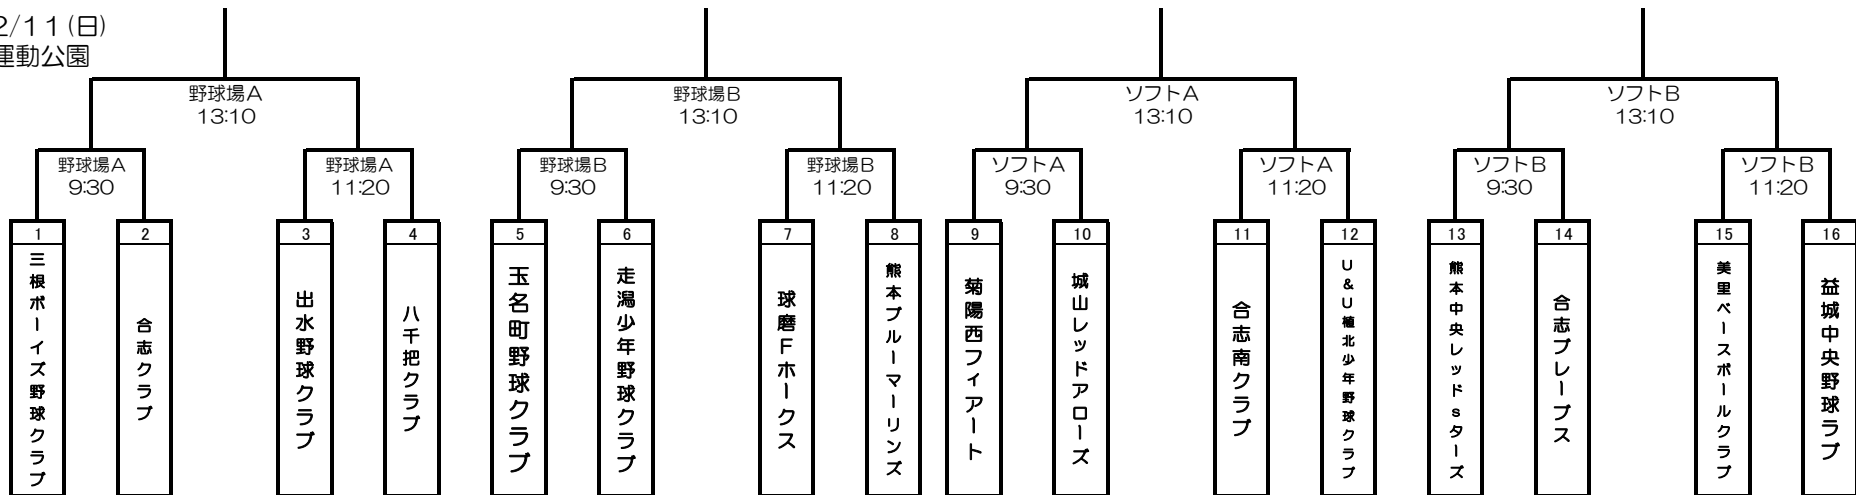 2/11(日)
運動公園
野球場A
13:10
野球場B
13:10
ソフトA
13:10
ソフトB
13:10
野球場A
9:30
野球場A
11:20
野球場B
9:30
野球場B
11:20
ソフトA
9:30
ソフトA
11:20
ソフトB
9:30
ソフトB
11:20
1
三根ボーイズ野球クラブ
2
合志クラブ
3
出水野球クラブ
4
八千把クラブ
5
玉名町野球クラブ
6
走潟少年野球クラブ
7
球磨Fホークス
8
熊本ブルーマーリンズ
9
菊陽西フィアート
10
城山レッドアローズ
11
合志南クラブ
12
U&U植北少年野球クラブ
13
熊本中央レッドsターズ
14
合志ブレーブス
15
美里ベースボールクラブ
16
益城中央野球ラブ